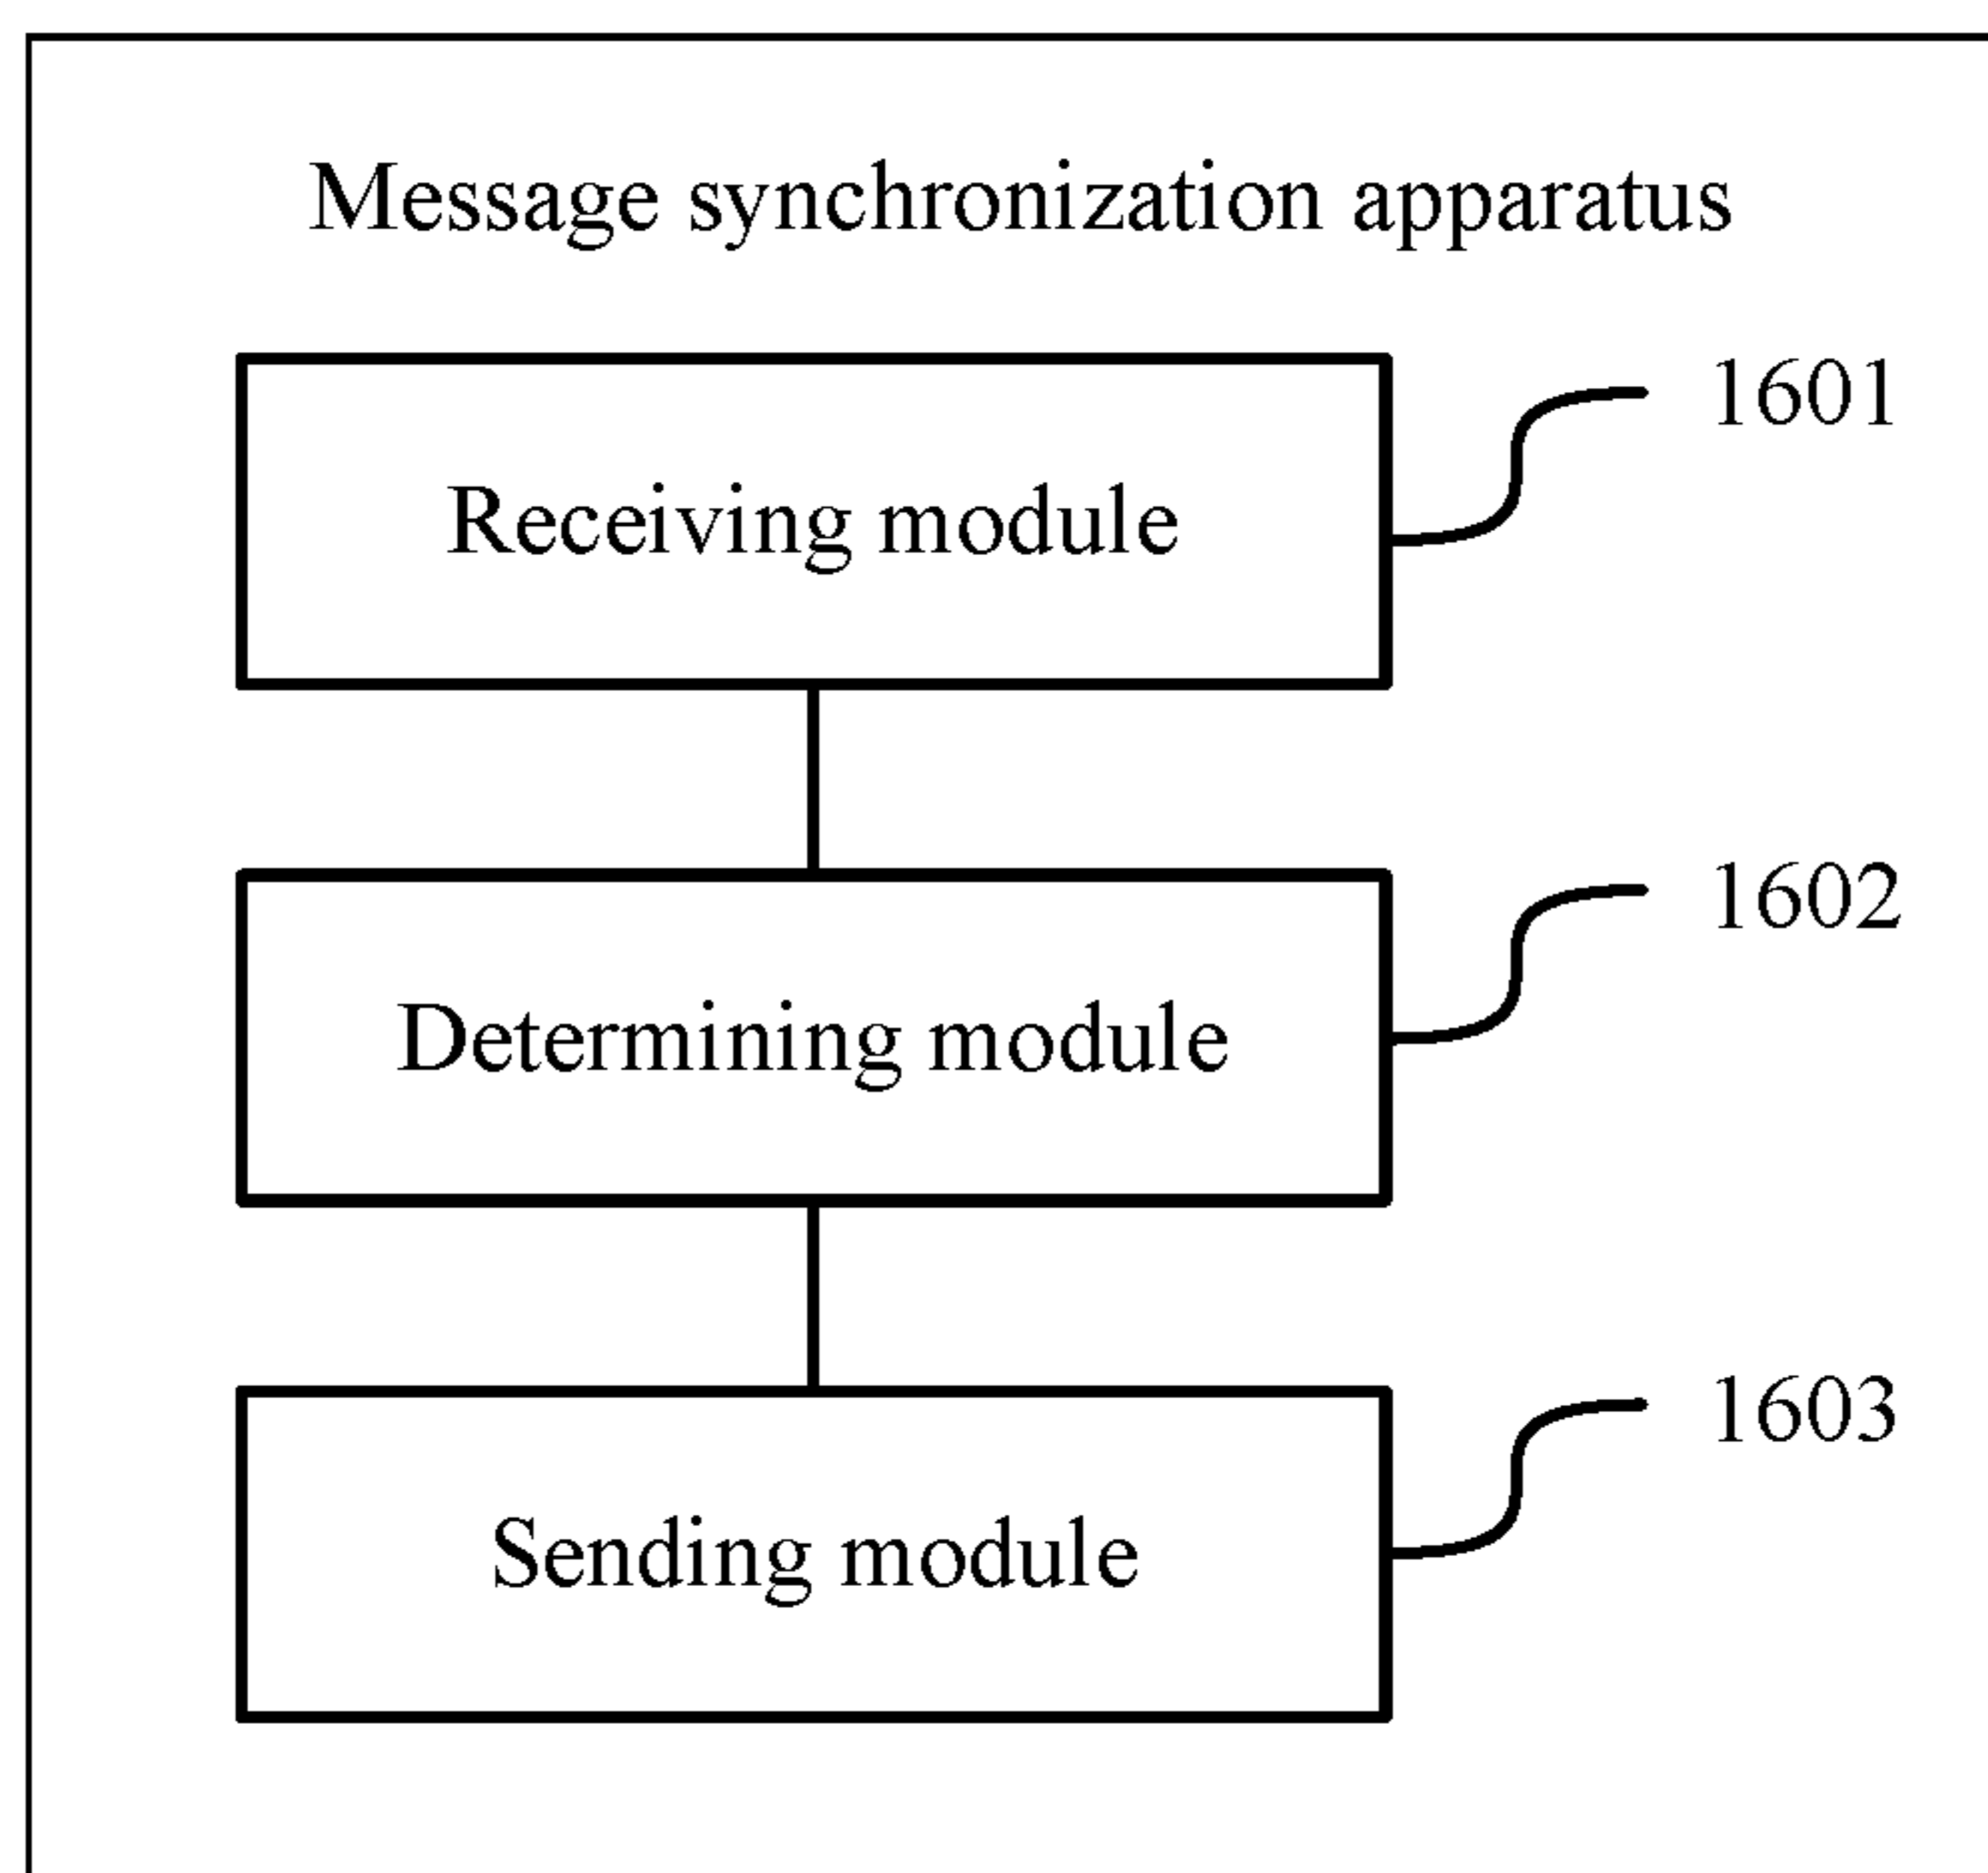 Message synchronization apparatus
1601
Receiving module
1602
Determining module
1603
Sending module